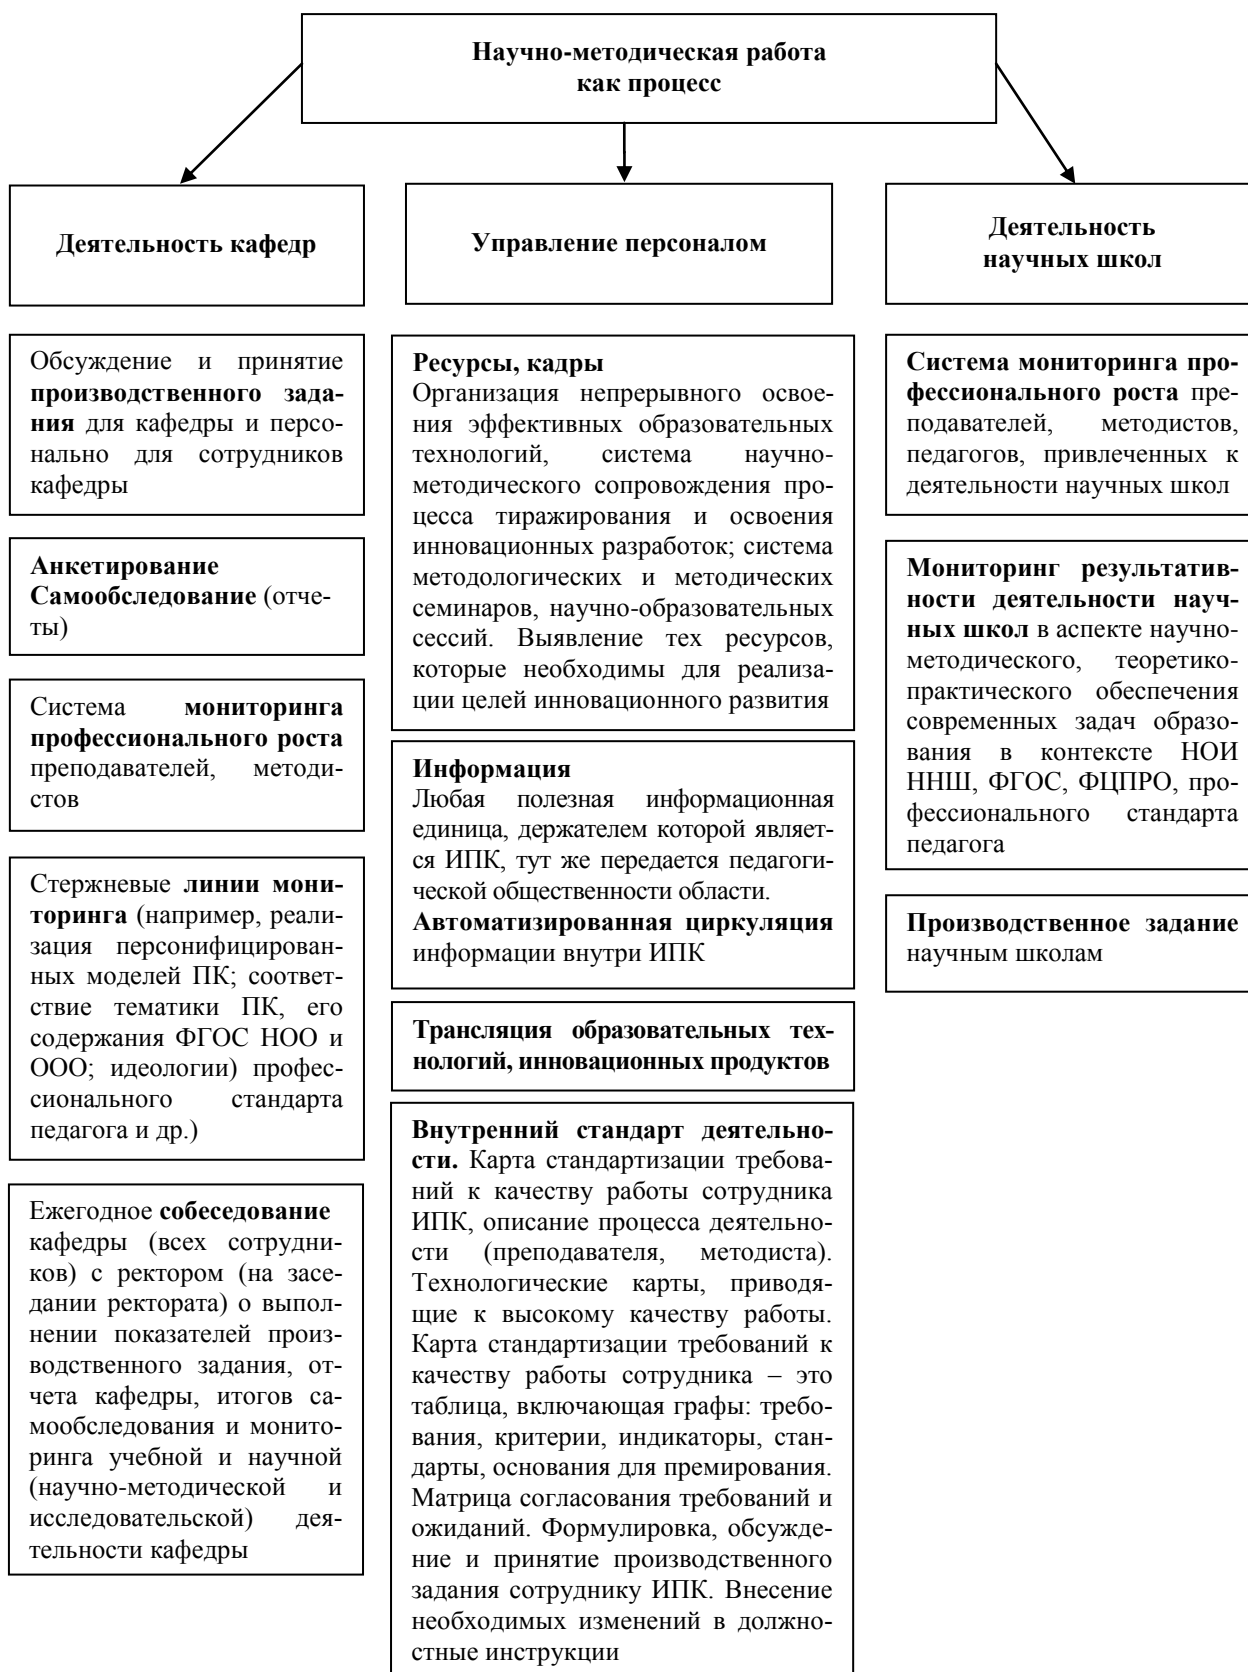 Научно-методическая работа
как процесс
Деятельность кафедр
Обсуждение и принятие
производственного зада-
ния для кафедры и персо-
нально для сотрудников
кафедры
Анкетирование
Самообследование (отче-
ты)
Система мониторинга
профессионального роста
преподавателей, методи-
стов
Стержневые линии мони-
торинга (например, реали-
зация персонифицирован-
ных моделей ПК; соответ-
ствие тематики ПК, его
содержания ФГОС НОО и
ООО; идеологии) профес-
сионального стандарта
педагога и др.)
Ежегодное собеседование
кафедры (всех сотрудни-
ков) с ректором (на засе-
дании ректората) о выпол-
нении показателей произ-
водственного задания, от-
чета кафедры, итогов са-
мообследования и монито-
ринга учебной и научной
(научно-методической и
исследовательской) дея-
тельности кафедры
Управление персоналом
Ресурсы, кадры
Организация непрерывного освое-
ния эффективных образовательных
технологий, система научно-
методического сопровождения про-
цесса тиражирования и освоения
инновационных разработок; система
методологических и методических
семинаров, научно-образовательных
сессий. Выявление тех ресурсов,
которые необходимы для реализа-
ции целей инновационного развития
Информация
Любая полезная информационная
единица, держателем которой являет-
ся ИПК, тут же передается педагоги-
ческой общественности области.
Автоматизированная циркуляция
информации внутри ИПК
Трансляция образовательных тех-
нологий, инновационных продуктов
Внутренний стандарт деятельно-
сти. Карта стандартизации требова-
ний к качеству работы сотрудника
ИПК, описание процесса деятельно-
сти (преподавателя, методиста).
Технологические карты, приводя-
щие к высокому качеству работы.
Карта стандартизации требований к
качеству работы сотрудника – это
таблица, включающая графы: требо-
вания, критерии, индикаторы, стан-
дарты, основания для премирования.
Матрица согласования требований и
ожиданий. Формулировка, обсужде-
ние и принятие производственного
задания сотруднику ИПК. Внесение
необходимых изменений в должно-
стные инструкции
Деятельность
научных школ
Система мониторинга про-
фессионального роста пре-
подавателей, методистов,
педагогов, привлеченных к
деятельности научных школ
Мониторинг результатив-
ности деятельности науч-
ных школ в аспекте научно-
методического, теоретико-
практического обеспечения
современных задач образо-
вания в контексте НОИ
ННШ, ФГОС, ФЦПРО, про-
фессионального стандарта
педагога
Производственное задание
научным школам